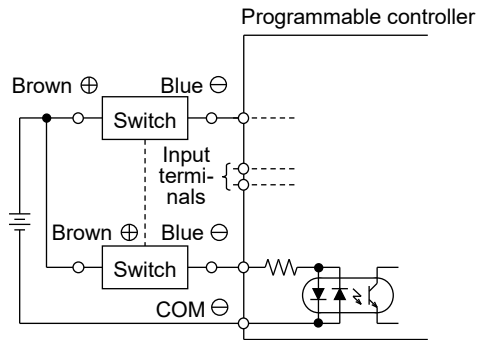 Programmable controller
Brown ⊕
Blue ⊖
Switch
Input
termi-
nals
Brown ⊕
Blue ⊖
Switch
COM ⊖